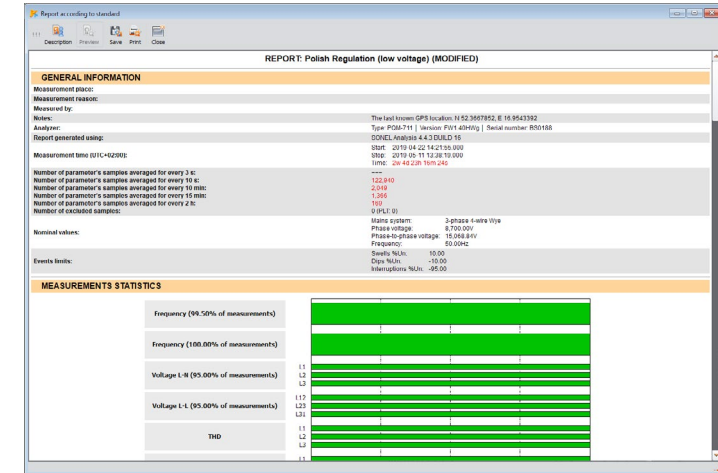 Report according to standard
Description Preview Save Print Close
REPORT: Polish Regulation (low voltage) (MODIFIED)
GENERAL INFORMATION
Measurement place:
Measurement reason:
Measured by:
Notes: The last known GPS location: N 52.3667852, E 16.9543392
Analyzer: Type: PQM-711 | Version: FW1.40HWg | Serial number: BS0188
Report generated using: SONEL Analysis 4.4.3 BUILD 16
Measurement time (UTC+02:00): Start: 2019-04-22 14:21:55,000
Stop: 2019-05-11 13:38:19,000
Time: 2w 4d 23h 16m 24s
Number of parameter's samples averaged for every 3 s: ---
Number of parameter's samples averaged for every 10 s: 122,940
Number of parameter's samples averaged for every 10 min: 2,049
Number of parameter's samples averaged for every 15 min: 1,366
Number of parameter's samples averaged for every 2 h: 160
Number of excluded samples: 0 (PLT: 0)
Nominal values: Mains system: 3-phase 4-wire Wye
Phase voltage: 8,700.00V
Phase-to-phase voltage: 15,068.84V
Frequency: 50.00Hz
Events limits: Swells %Un: 10.00
Dips %Un: -10.00
Interruptions %Un: -95.00
MEASUREMENTS STATISTICS
Frequency (99.50% of measurements)
Frequency (100.00% of measurements)
Voltage L-N (95.00% of measurements) L1
L2
L3
Voltage L-L (95.00% of measurements) L12
L23
L31
THD L1
L2
L3
L1